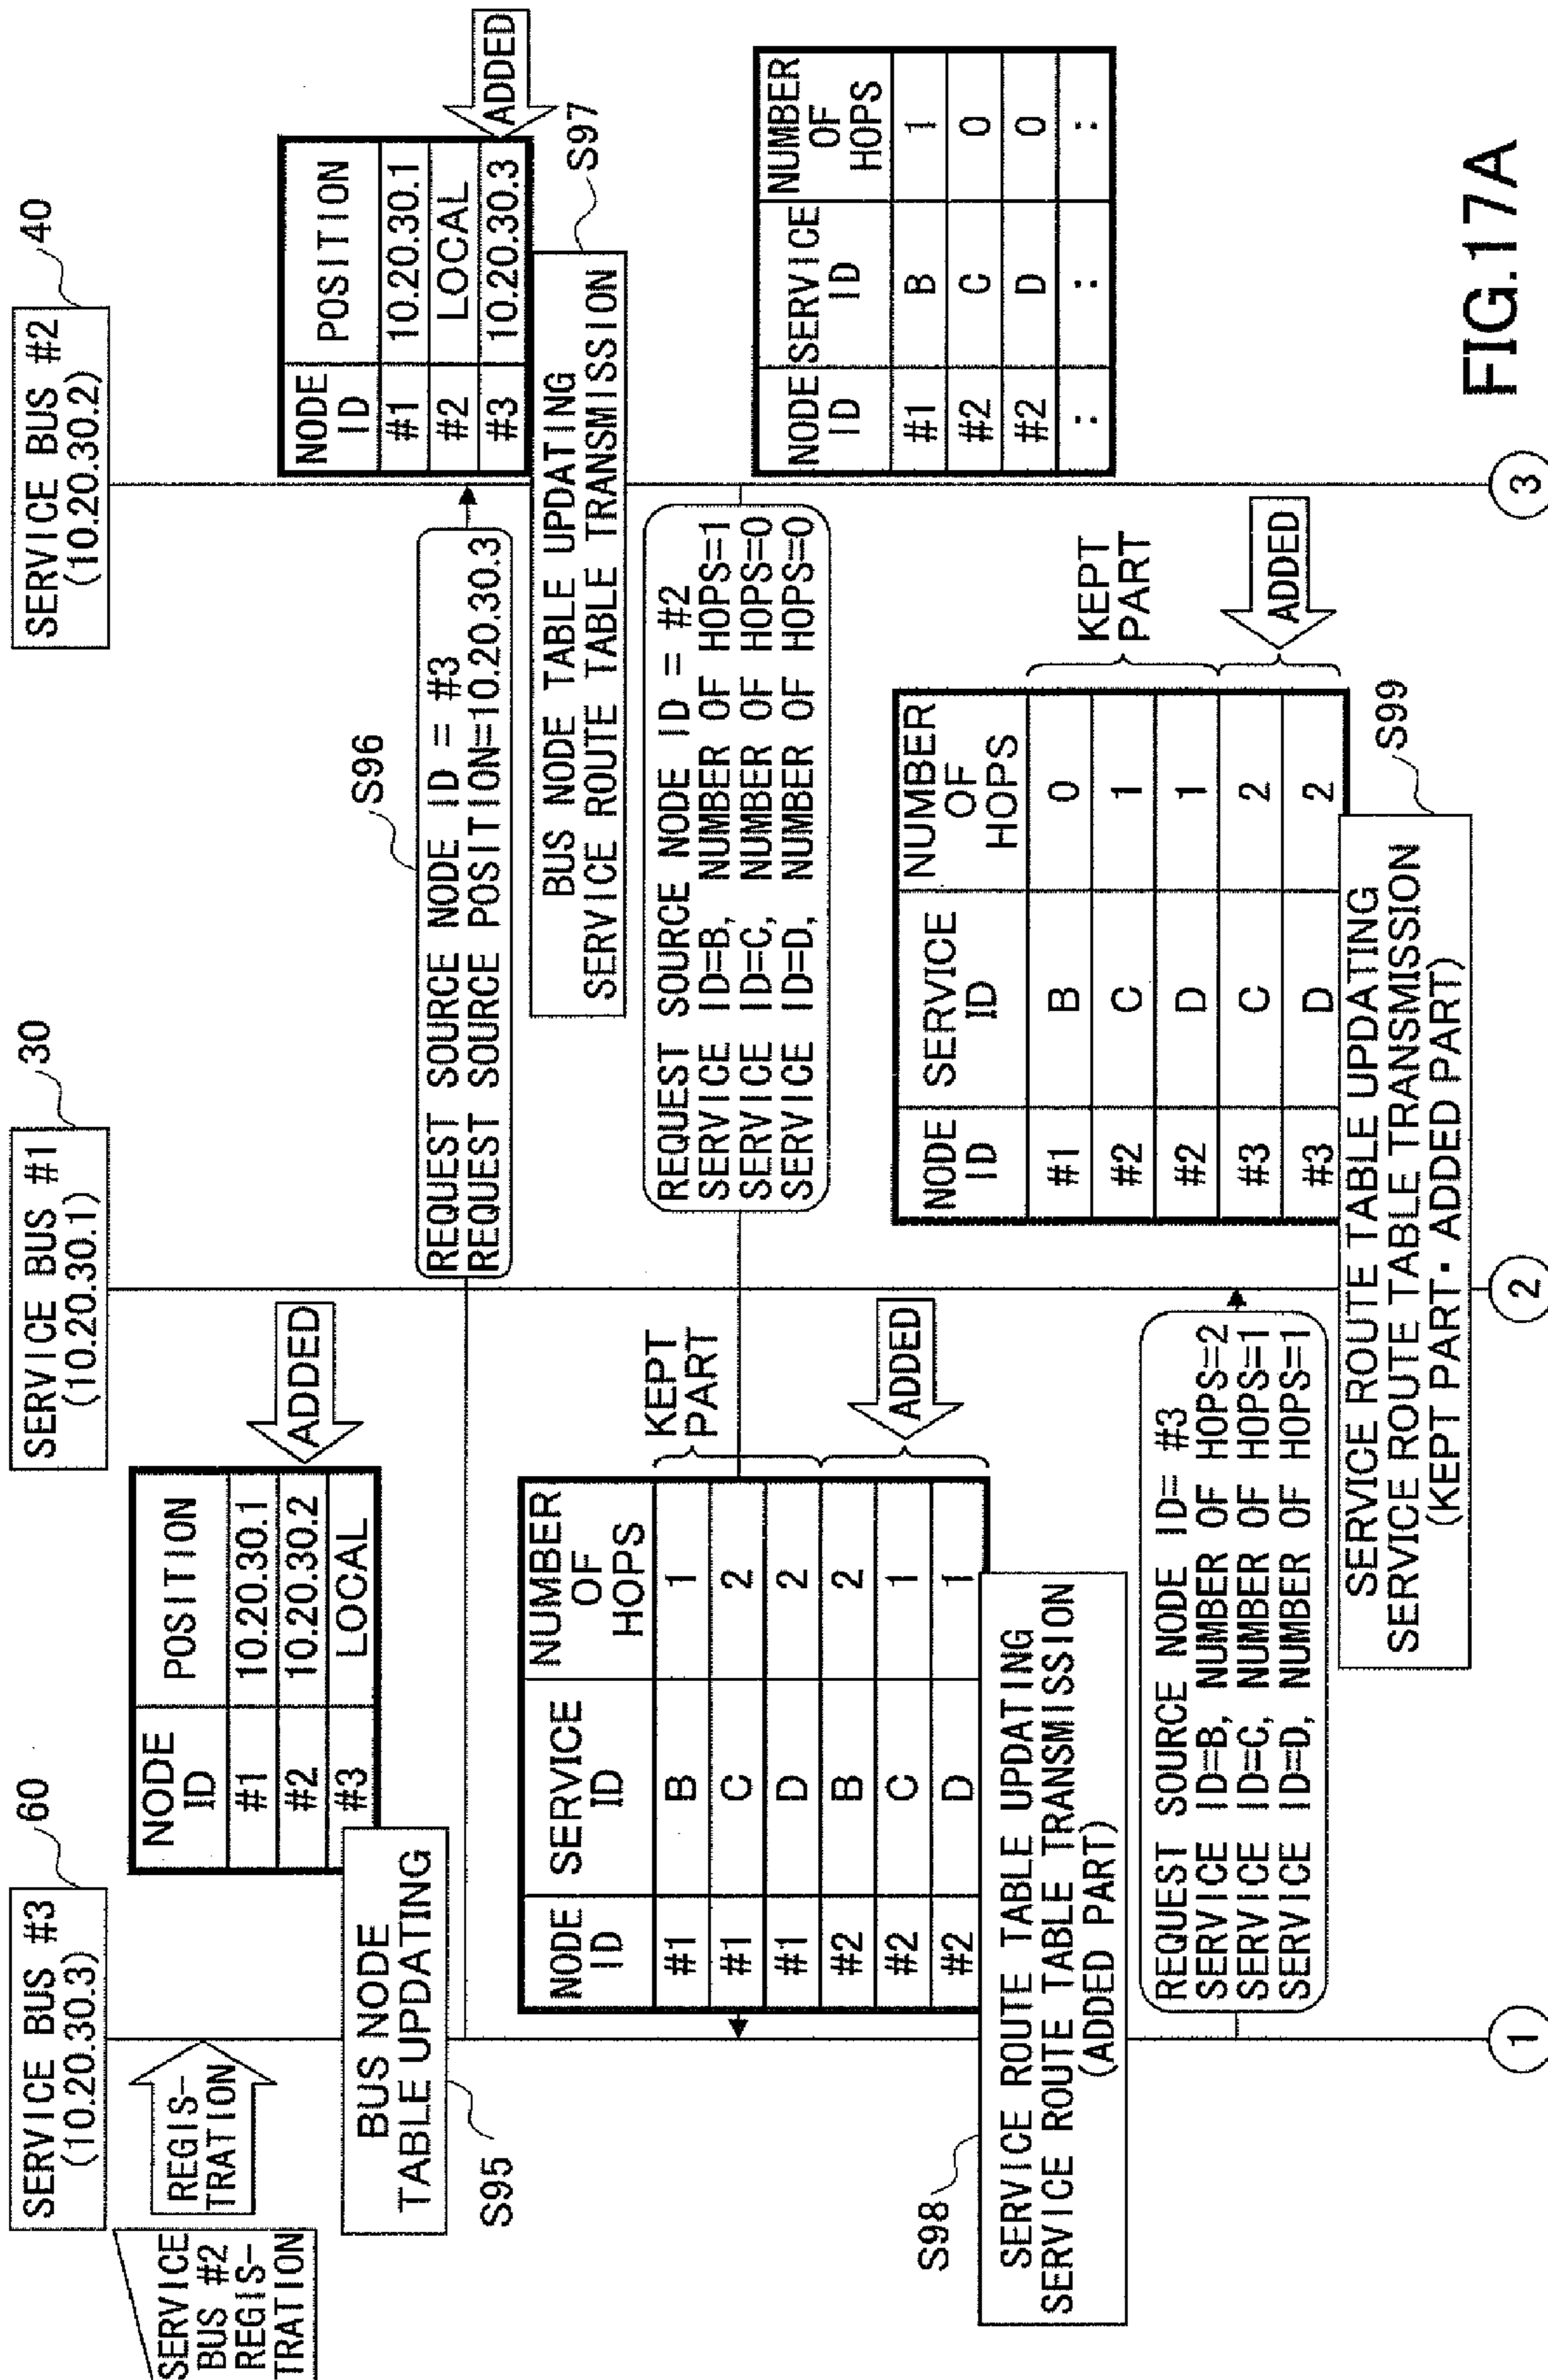 SERVICE BUS #3
(10.20.30.3)
60
SERVICE BUS #1
(10.20.30.1)
30
SERVICE BUS #2
(10.20.30.2)
40
SERVICE
BUS #2
REGIS-
TRATION
REGIS-
TRATION
NODE ID POSITION
#1 10.20.30.1
#2 10.20.30.2
#3 LOCAL
ADDED
BUS NODE
TABLE UPDATING
S95
S96
REQUEST SOURCE NODE ID = #3
REQUEST SOURCE POSITION=10.20.30.3
NODE ID POSITION
#1 10.20.30.1
#2 LOCAL
#3 10.20.30.3
ADDED
BUS NODE TABLE UPDATING
SERVICE ROUTE TABLE TRANSMISSION
S97
REQUEST SOURCE NODE ID = #2
SERVICE ID=B, NUMBER OF HOPS=1
SERVICE ID=C, NUMBER OF HOPS=0
SERVICE ID=D, NUMBER OF HOPS=0
NODE ID SERVICE ID NUMBER OF HOPS
#1 B 1
#2 C 0
#2 D 0
: : :
NODE ID SERVICE ID NUMBER OF HOPS
#1 B 1
#1 C 2
#1 D 2
#2 B 2
#2 C 1
#2 D 1
KEPT
PART
ADDED
S98
SERVICE ROUTE TABLE UPDATING
SERVICE ROUTE TABLE TRANSMISSION
(ADDED PART)
REQUEST SOURCE NODE ID= #3
SERVICE ID=B, NUMBER OF HOPS=2
SERVICE ID=C, NUMBER OF HOPS=1
SERVICE ID=D, NUMBER OF HOPS=1
NODE ID SERVICE ID NUMBER OF HOPS
#1 B 0
#2 C 1
#2 D 1
#3 C 2
#3 D 2
KEPT
PART
ADDED
S99
SERVICE ROUTE TABLE UPDATING
SERVICE ROUTE TABLE TRANSMISSION
(KEPT PART・ADDED PART)
1
2
3
FIG.17A